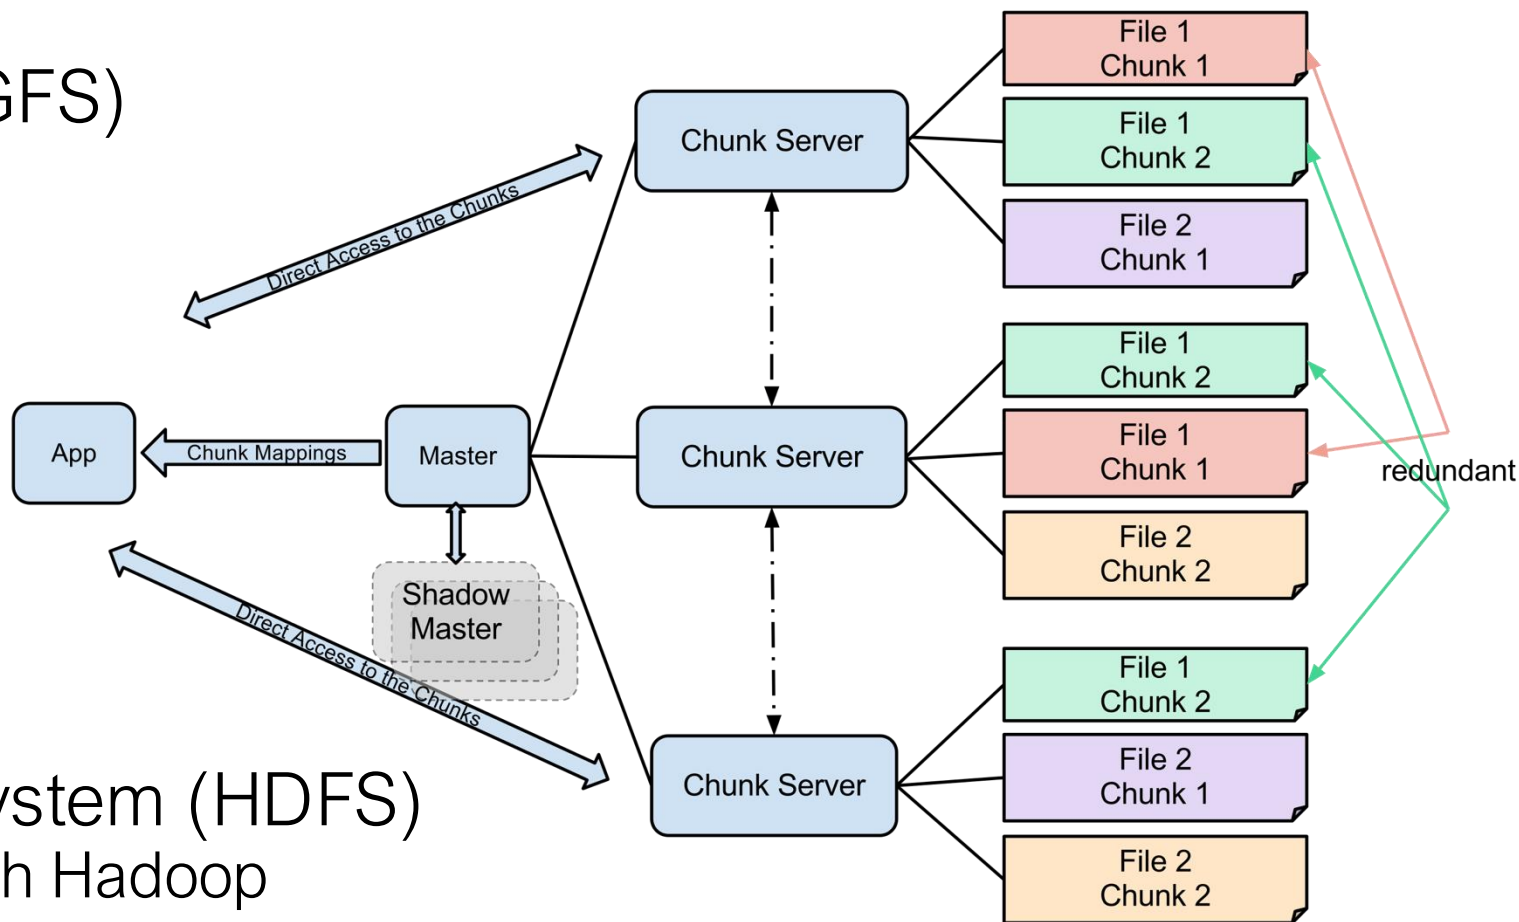 GFS)
Direct Access to the Chunks
App
Chunk Mappings
Master
Shadow
Master
Direct Access to the Chunks
Chunk Server
File 1
Chunk 1
File 1
Chunk 2
File 2
Chunk 1
Chunk Server
File 1
Chunk 2
File 1
Chunk 1
File 2
Chunk 2
redundant
Chunk Server
File 1
Chunk 2
File 2
Chunk 1
File 2
Chunk 2
ystem (HDFS)
h Hadoop